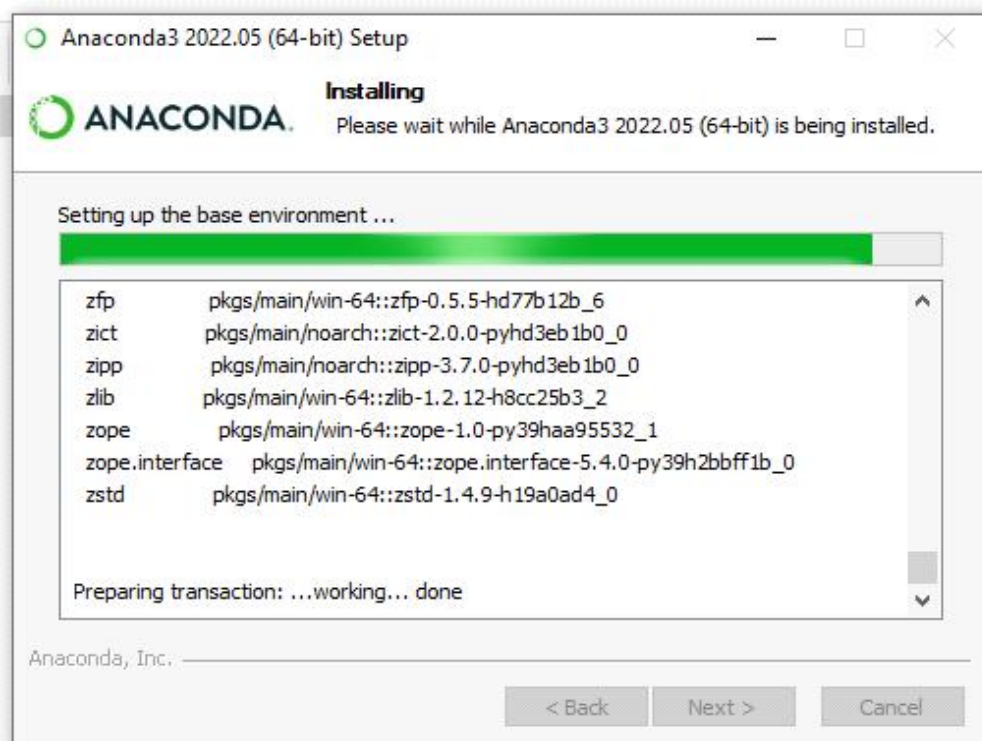 Anaconda3 2022.05 (64-bit) Setup
Installing
ANACONDA.
Please wait while Anaconda3 2022.05 (64-bit) is being installed.
Setting up the base environment ...
zfp pkgs/main/win-64::zfp-0.5.5-hd77b12b_6
zict pkgs/main/noarch::zict-2.0.0-pyhd3eb1b0_0
zipp pkgs/main/noarch::zipp-3.7.0-pyhd3eb1b0_0
zlib pkgs/main/win-64::zlib-1.2.12-h8cc25b3_2
zope pkgs/main/win-64::zope-1.0-py39haa95532_1
zope.interface pkgs/main/win-64::zope.interface-5.4.0-py39h2bbff1b_0
zstd pkgs/main/win-64::zstd-1.4.9-h19a0ad4_0
Preparing transaction: ...working... done
Anaconda, Inc.
< Back Next > Cancel